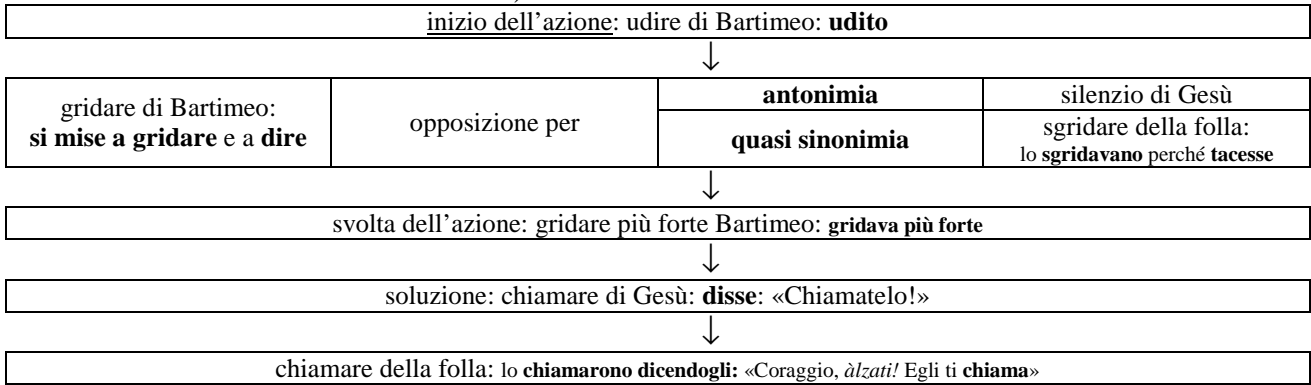 inizio dell’azione: udire di Bartimeo: udito
↓
gridare di Bartimeo:
si mise a gridare e a dire
opposizione per
antonimia
silenzio di Gesù
quasi sinonimia
sgridare della folla:
lo sgridavano perché tacesse
↓
svolta dell’azione: gridare più forte Bartimeo: gridava più forte
↓
soluzione: chiamare di Gesù: disse: «Chiamatelo!»
↓
chiamare della folla: lo chiamarono dicendogli: «Coraggio, àlzati! Egli ti chiama»